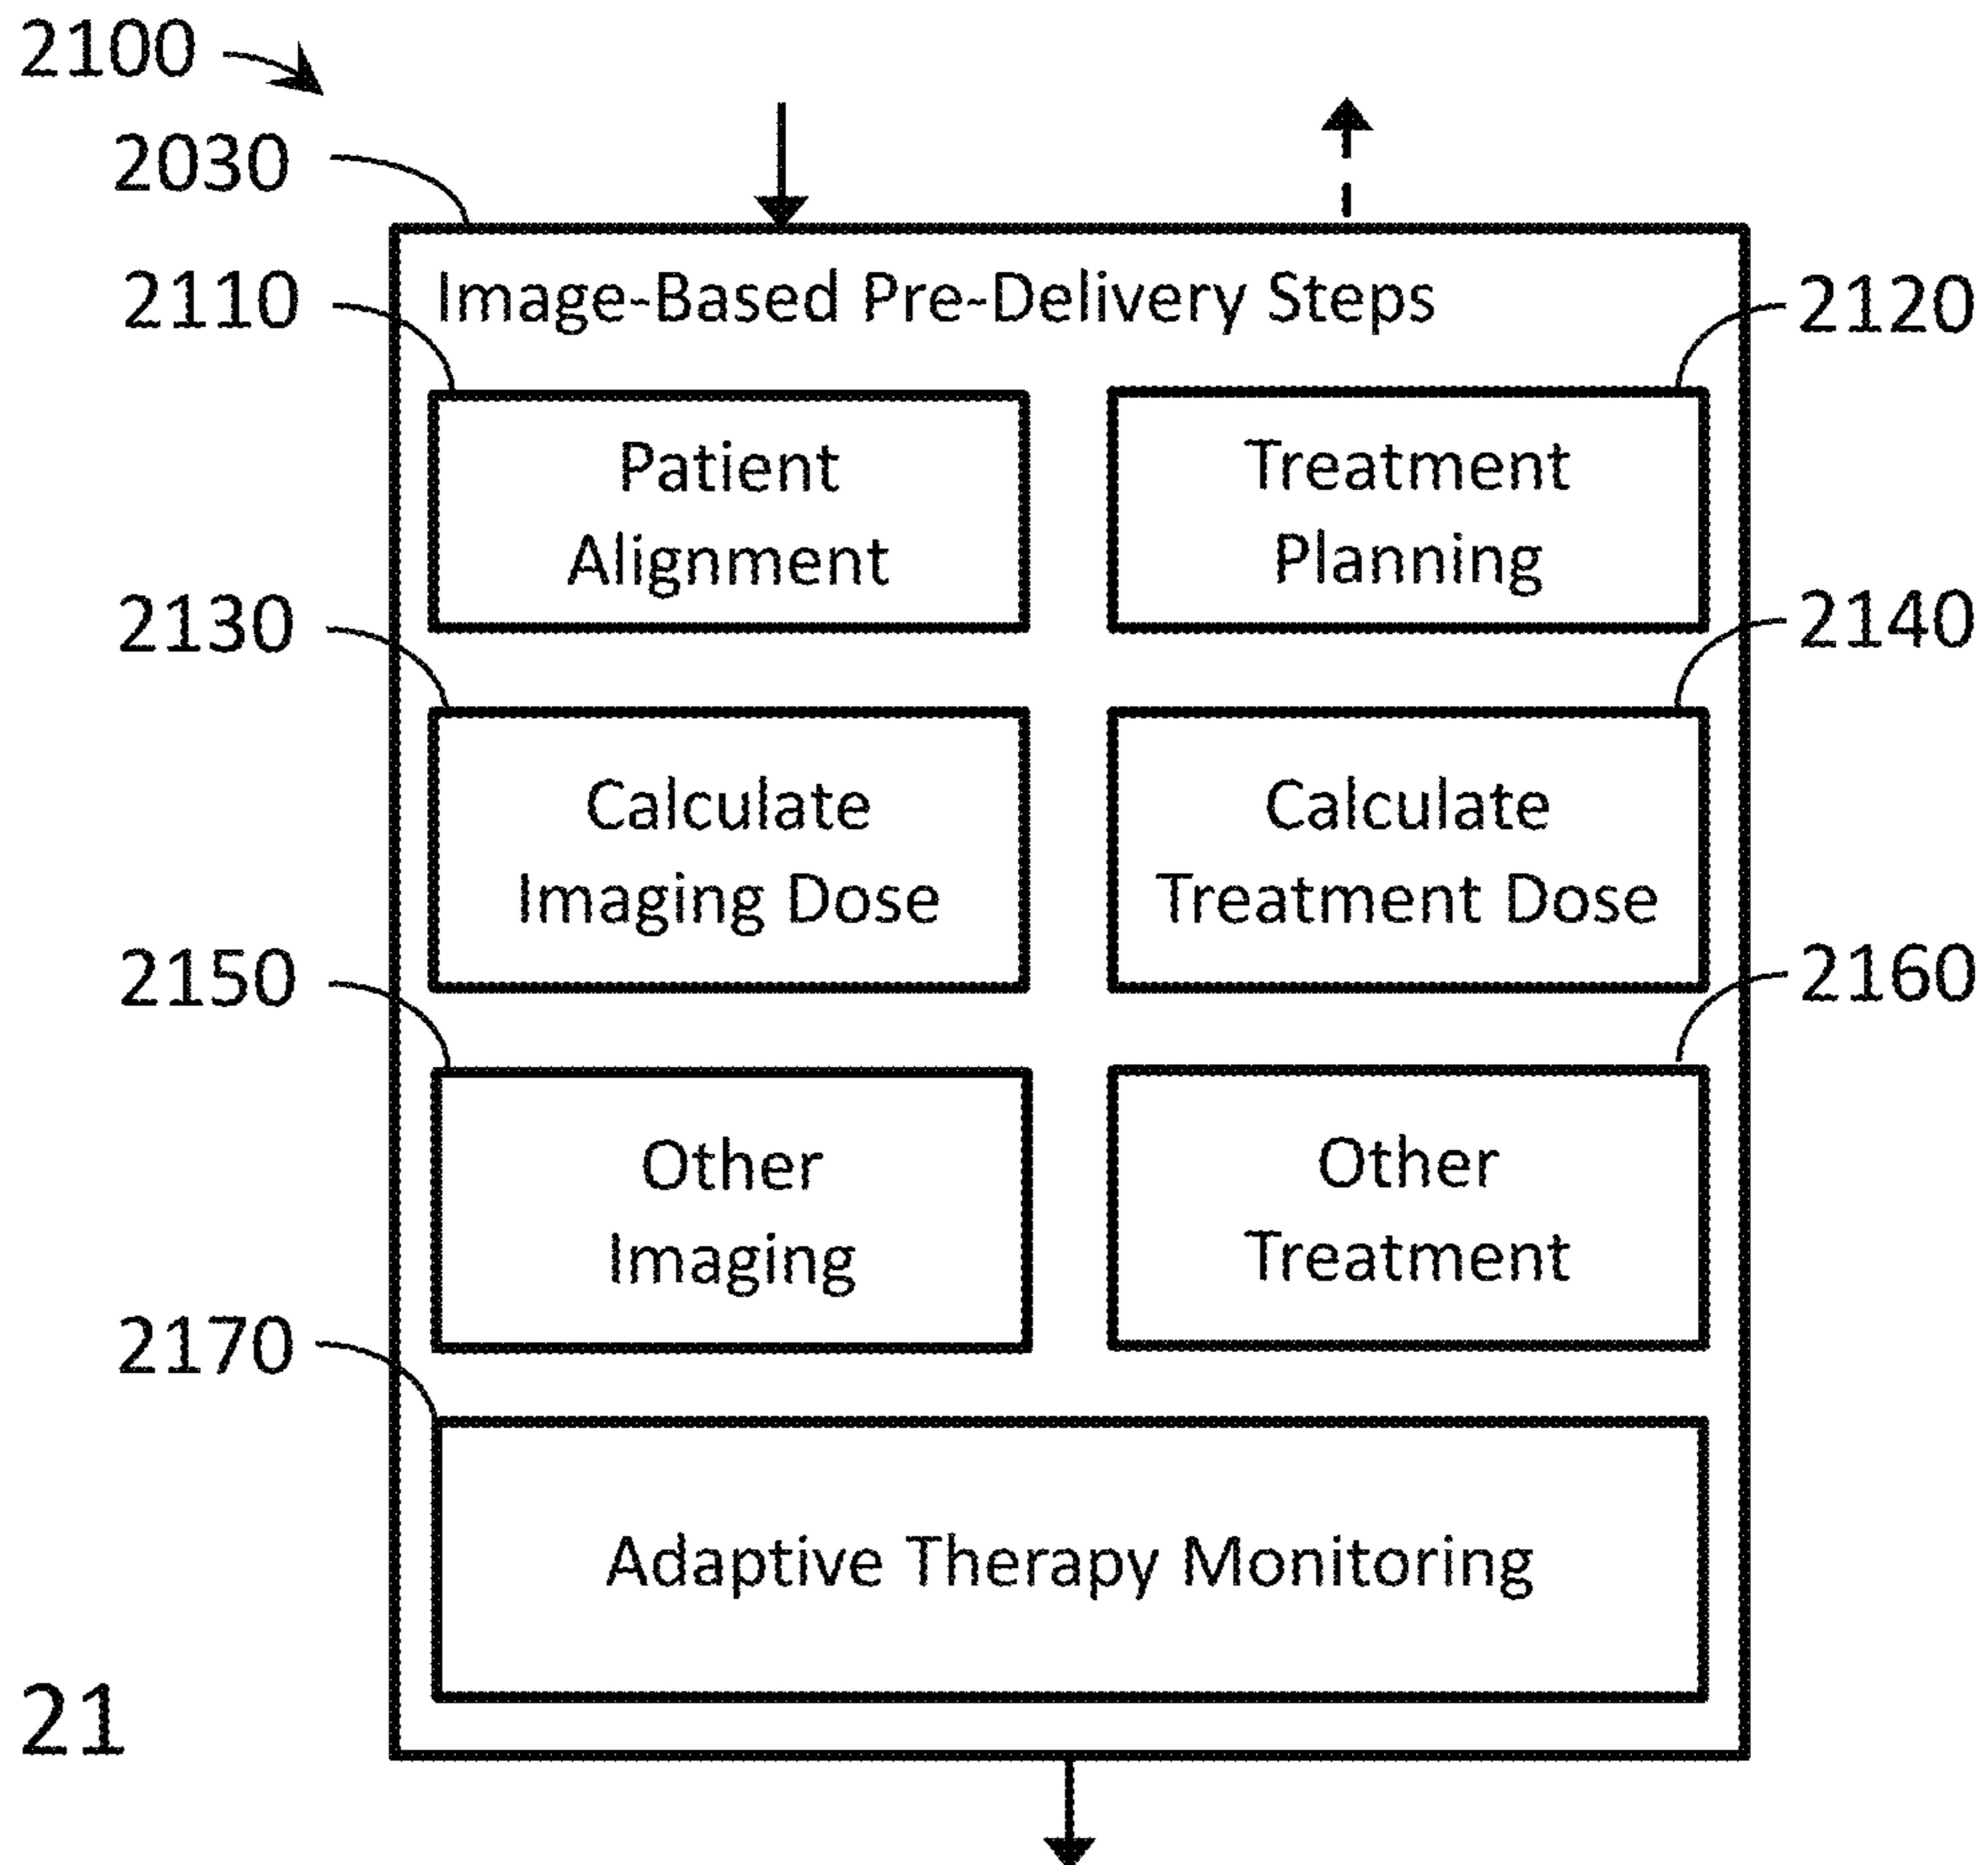 2100
2030
2110
Image-Based Pre-Delivery Steps
2120
Patient
Alignment
Treatment
Planning
2130
2140
Calculate
Imaging Dose
Calculate
Treatment Dose
2150
2160
Other
Imaging
Other
Treatment
2170
Adaptive Therapy Monitoring
21